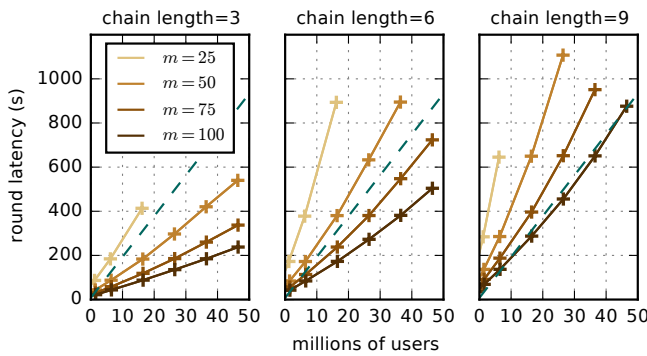 chain length=3
chain length=6
chain length=9
round latency (s)
1000
800
600
400
200
0
m = 25
m = 50
m = 75
m = 100
0 10 20 30 40 50
0 10 20 30 40 50
0 10 20 30 40 50
millions of users